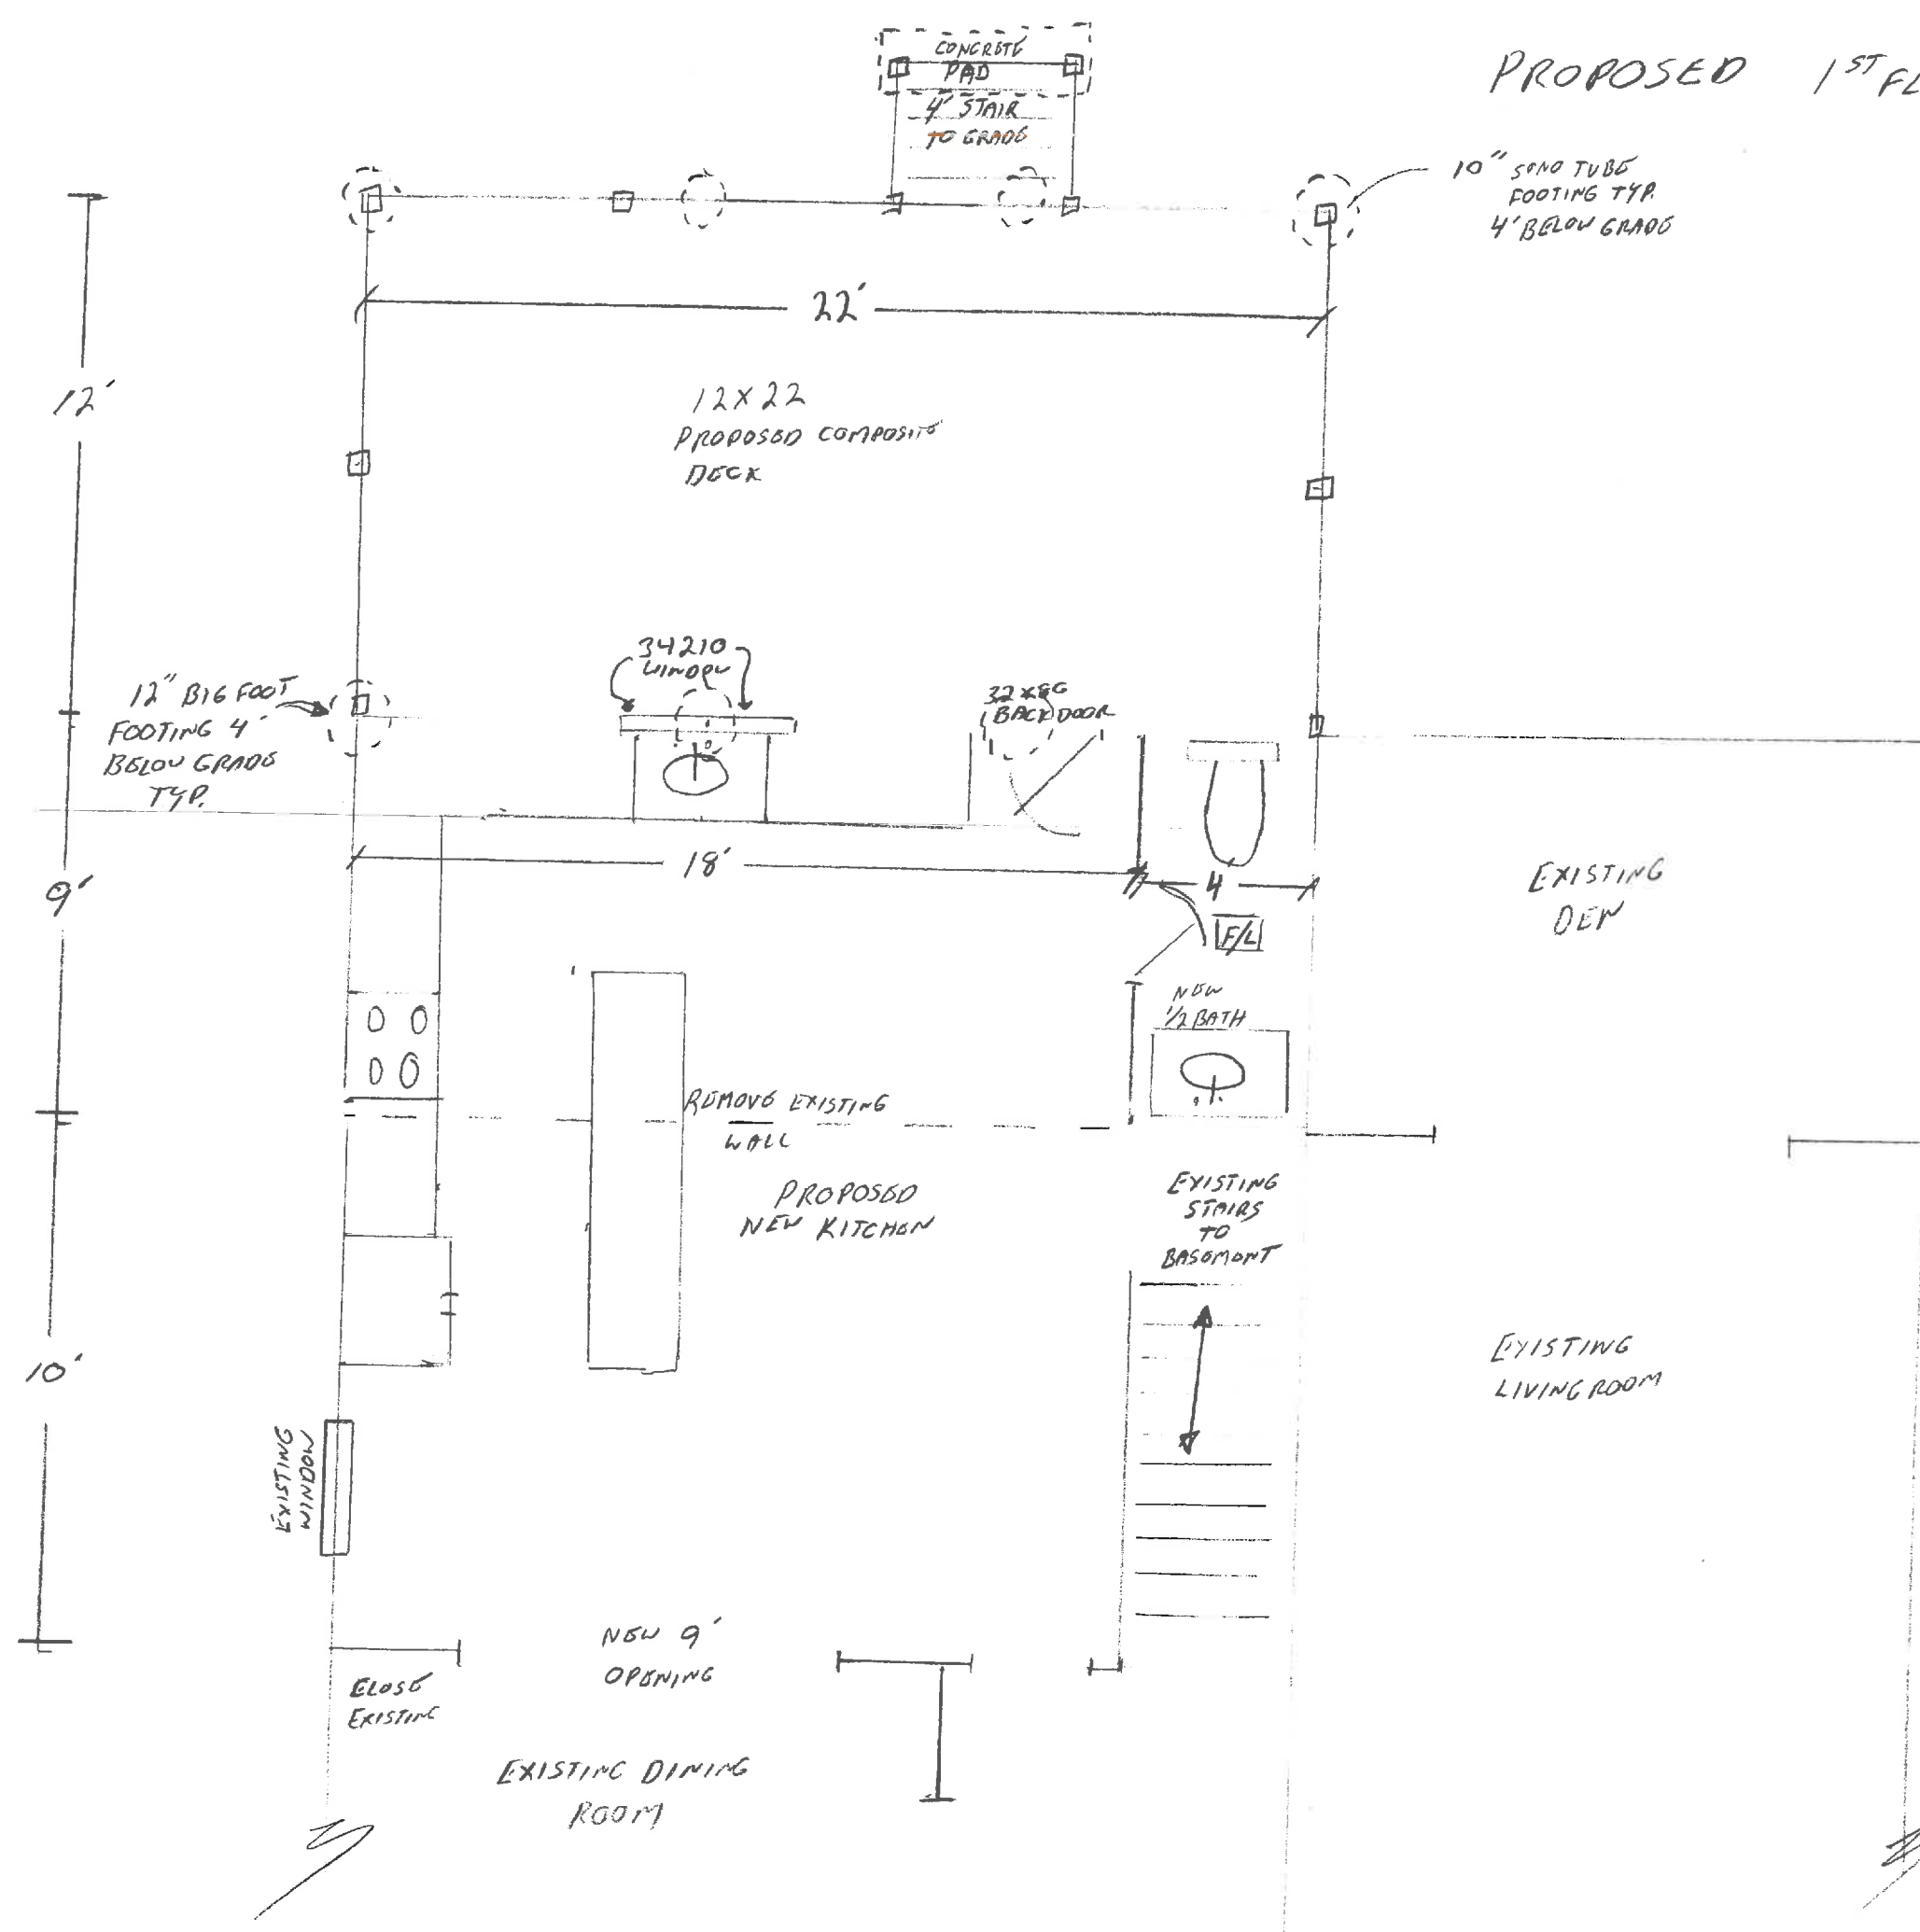 PROPOSED 1ST FL
CONCRETE
PAD
4' STAIR
TO GRADE
10" SONO TUBE
FOOTING TYP.
4' BELOW GRADE
22'
12'
12X22
PROPOSED COMPOSITE
DECK
34210
WINDOW
12" BIG FOOT
FOOTING 4'
BELOW GRADE
TYP.
BACK DOOR
18'
4
9'
F/L
EXISTING
DEN
NEW
1/2 BATH
REMOVE EXISTING
WALL
PROPOSED
NEW KITCHEN
EXISTING
STAIRS
TO
BASEMENT
10'
EXISTING
LIVING ROOM
EXISTING
WINDOW
NEW 9'
OPENING
CLOSE
EXISTING
EXISTING DINING
ROOM